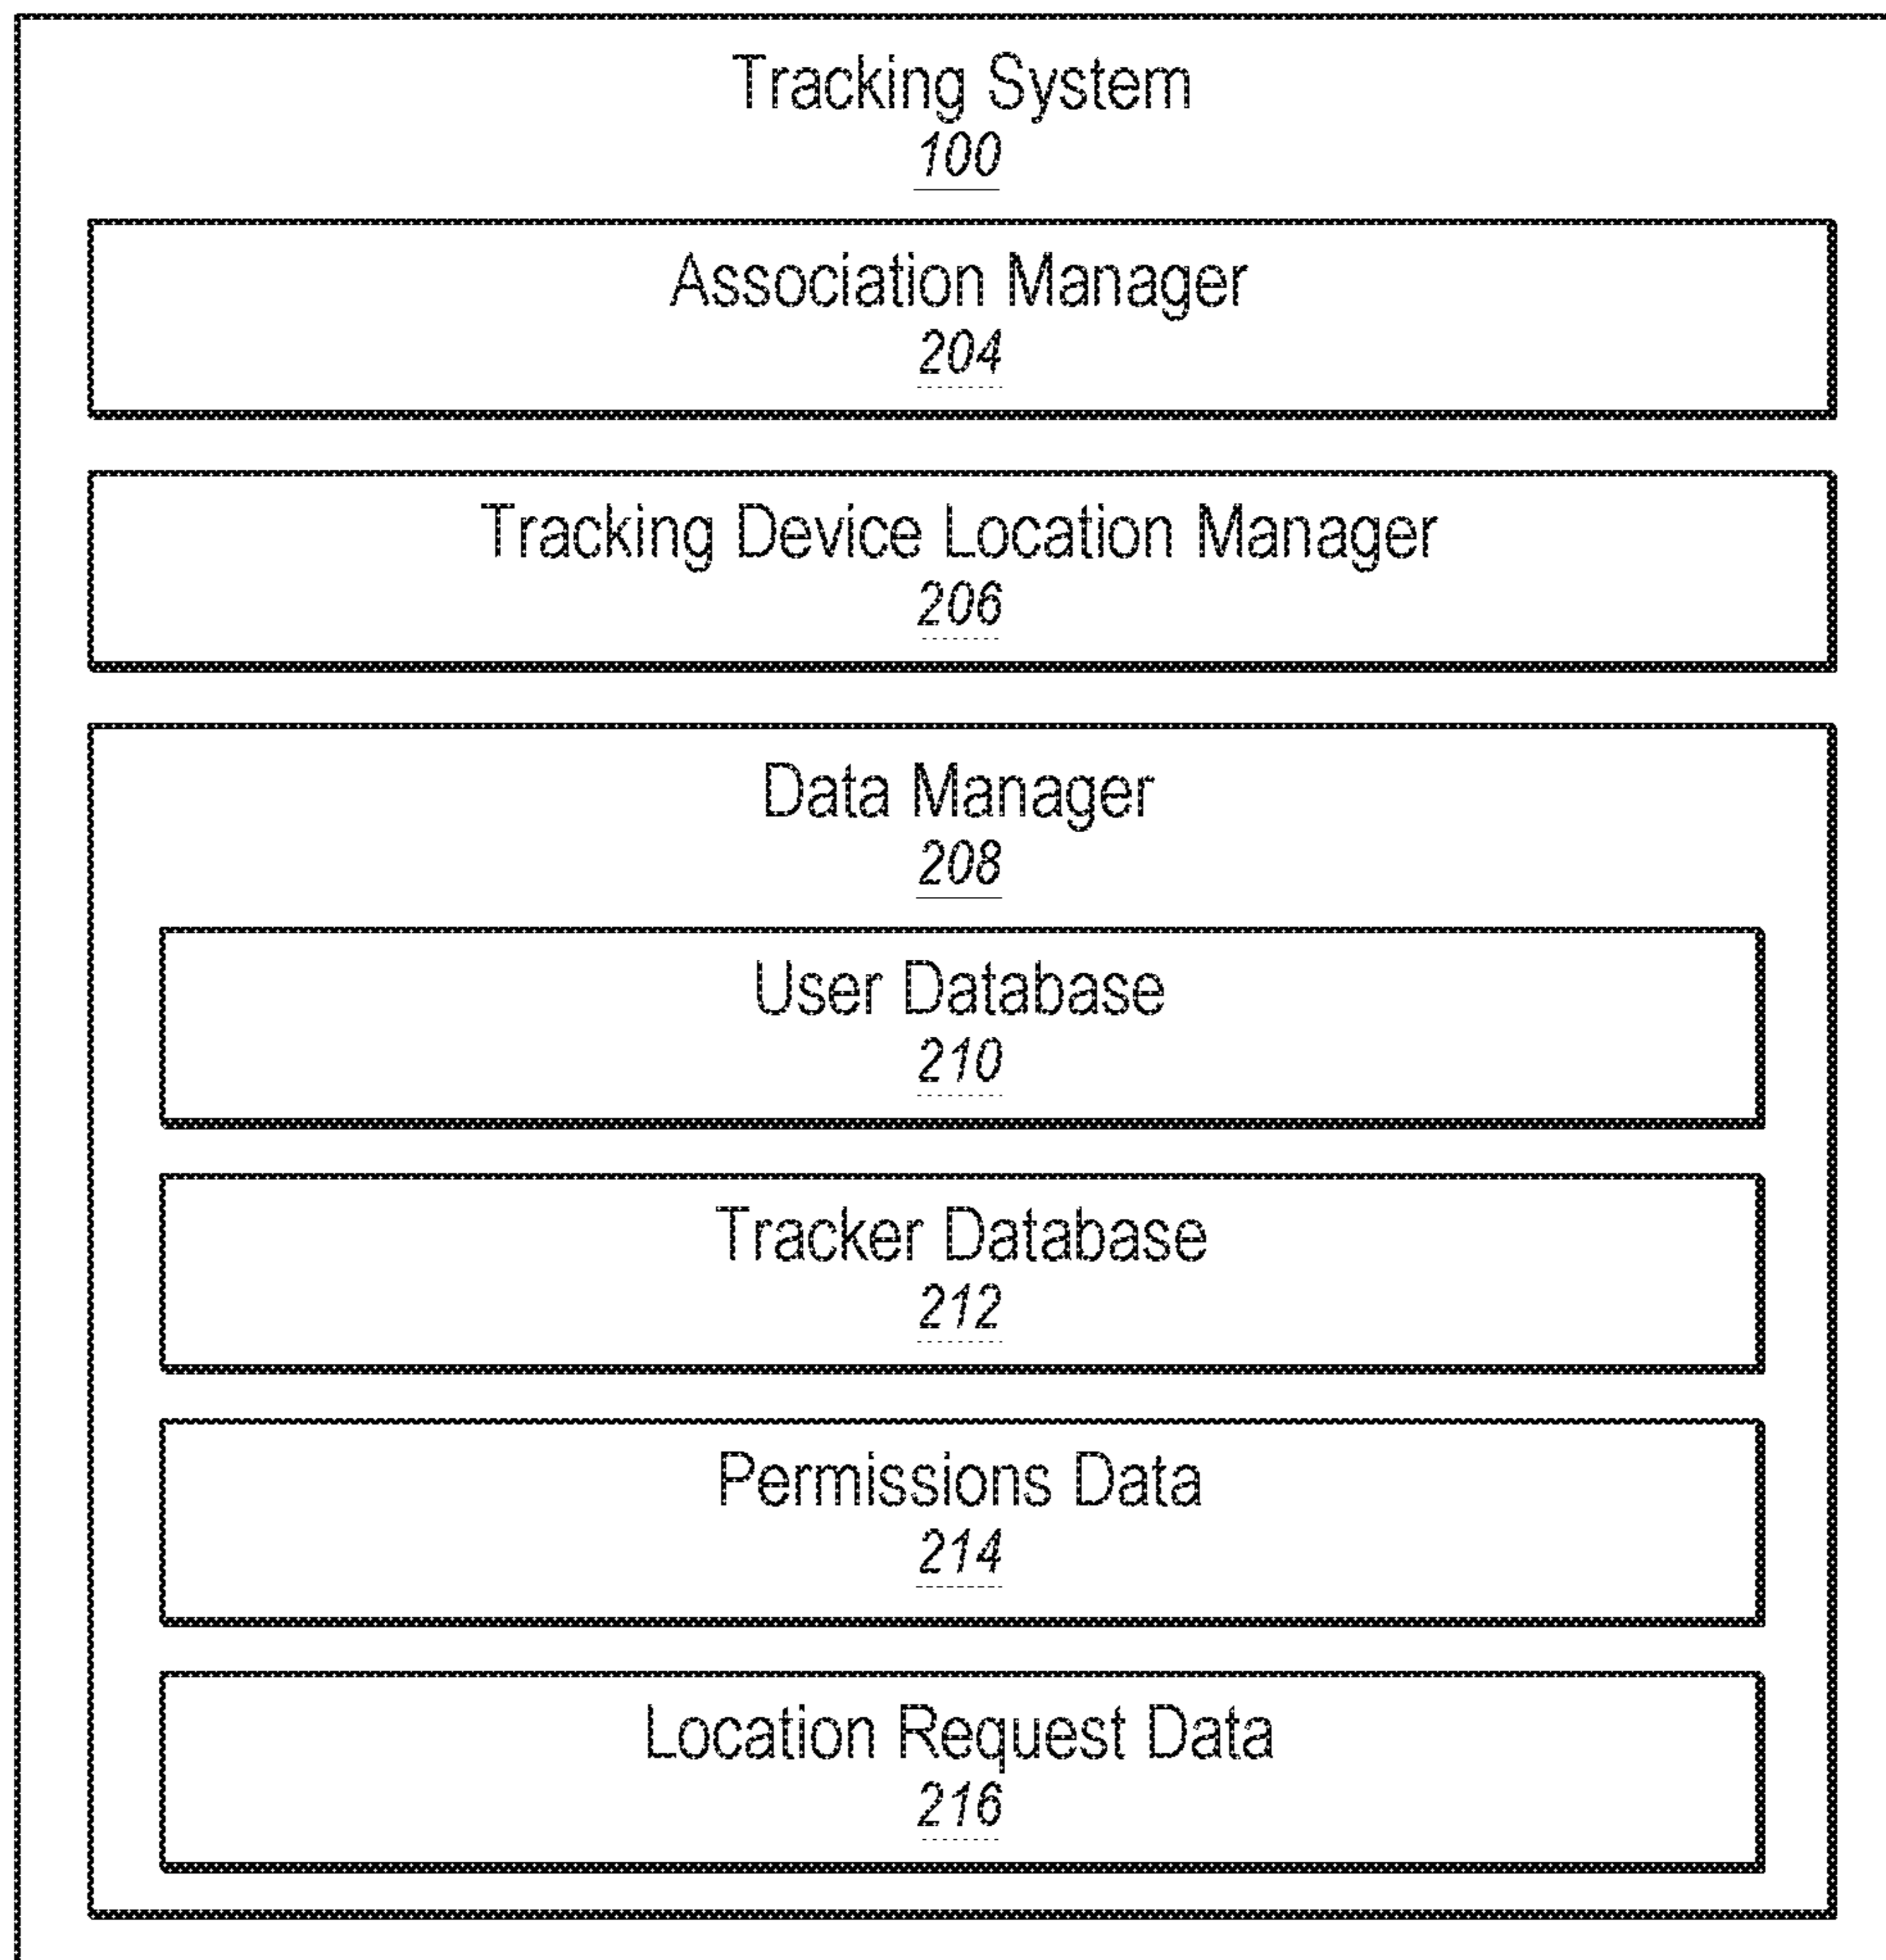 Tracking System
100
Association Manager
204
Tracking Device Location Manager
206
Data Manager
208
User Database
210
Tracker Database
212
Permissions Data
214
Location Request Data
216